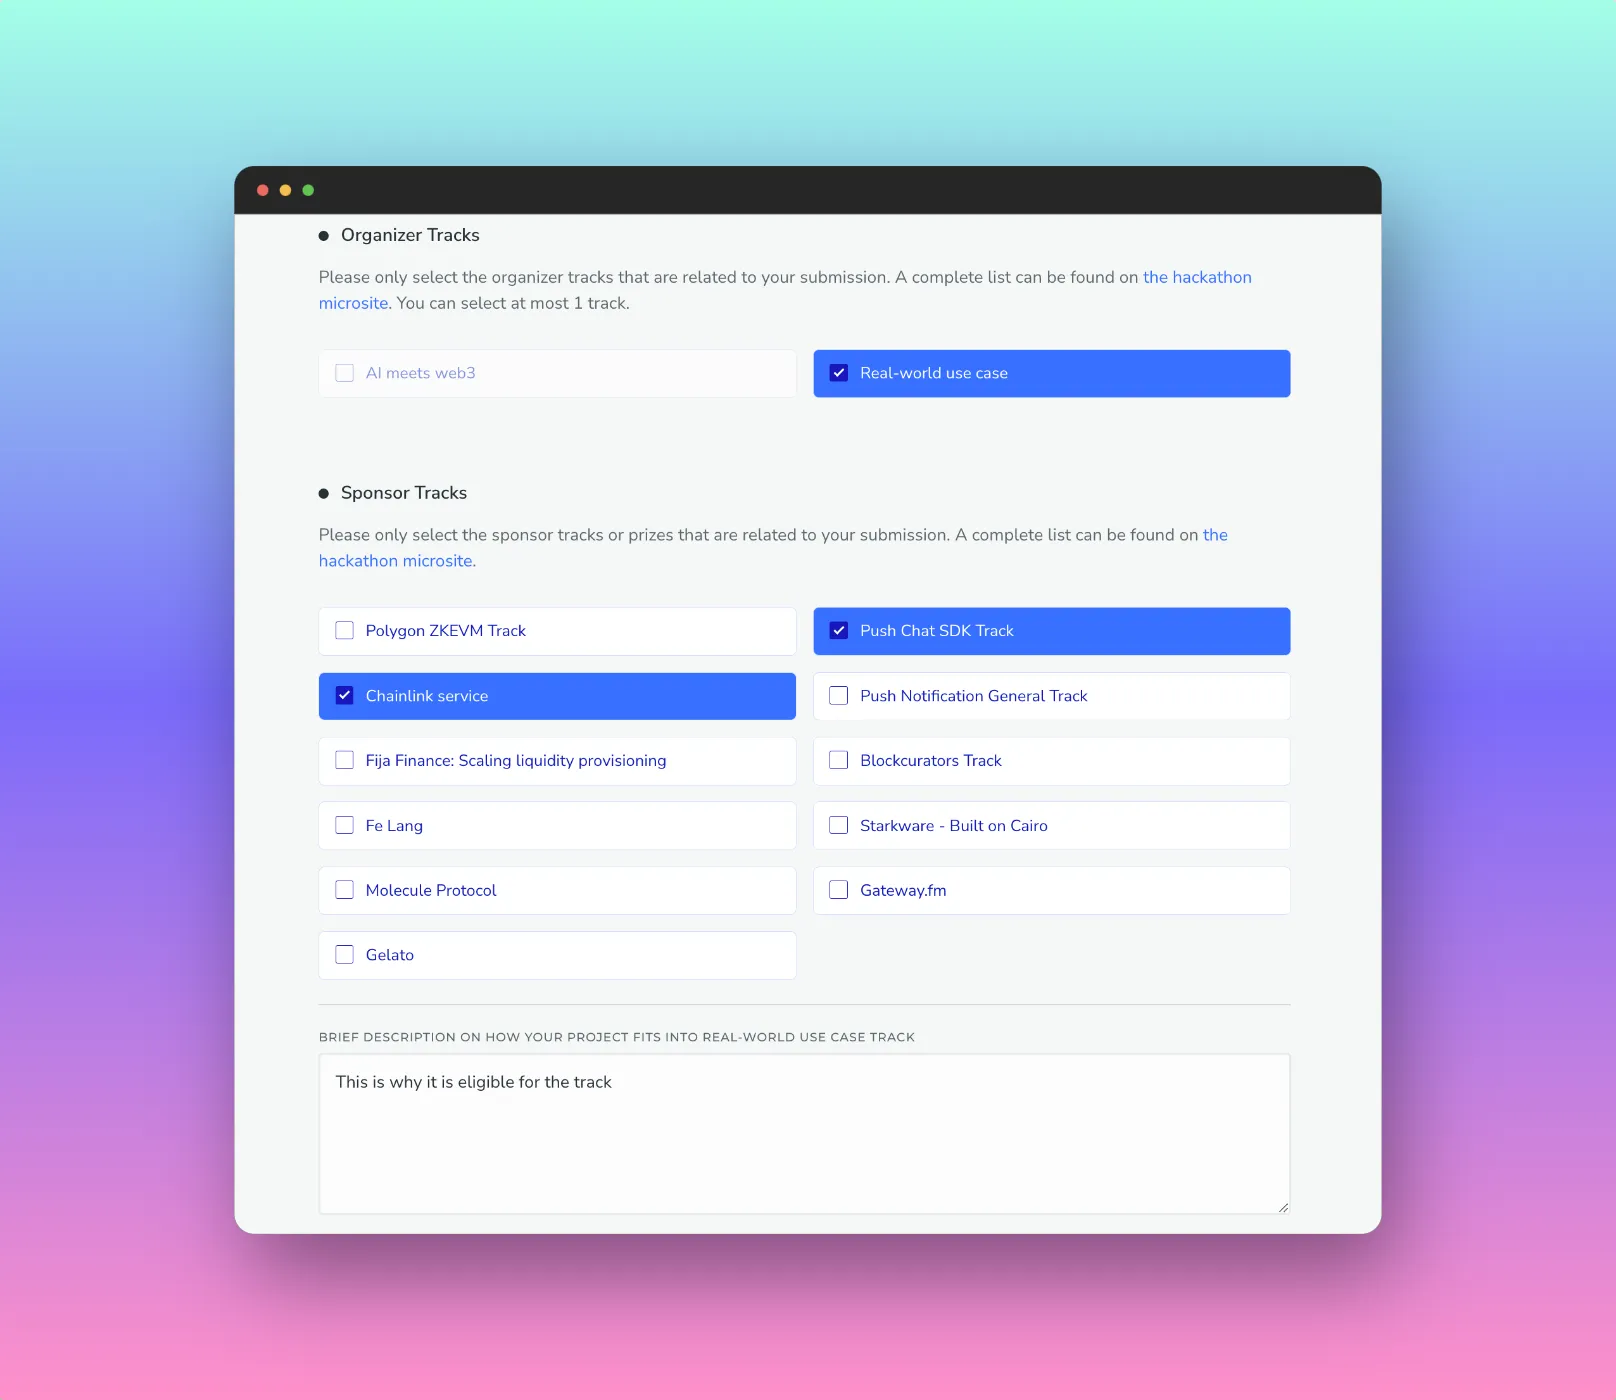 Organizer Tracks
Please only select the organizer tracks that are related to your submission. A complete list can be found on the hackathon
microsite. You can select at most 1 track.
AI meets web3
Real-world use case
Sponsor Tracks
Please only select the sponsor tracks or prizes that are related to your submission. A complete list can be found on the
hackathon microsite.
Polygon ZKEVM Track
Push Chat SDK Track
Chainlink service
Push Notification General Track
Fija Finance: Scaling liquidity provisioning
Blockcurators Track
Fe Lang
Starkware - Built on Cairo
Molecule Protocol
Gateway.fm
Gelato
BRIEF DESCRIPTION ON HOW YOUR PROJECT FITS INTO REAL-WORLD USE CASE TRACK
This is why it is eligible for the track